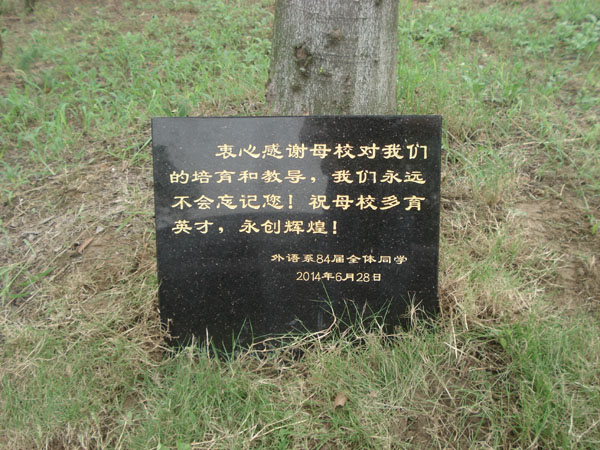 衷心感谢母校对我们
的培育和教导，我们永远
不会忘记您！祝母校多育
英才，永创辉煌！
外语系84届全体同学
2014年6月28日